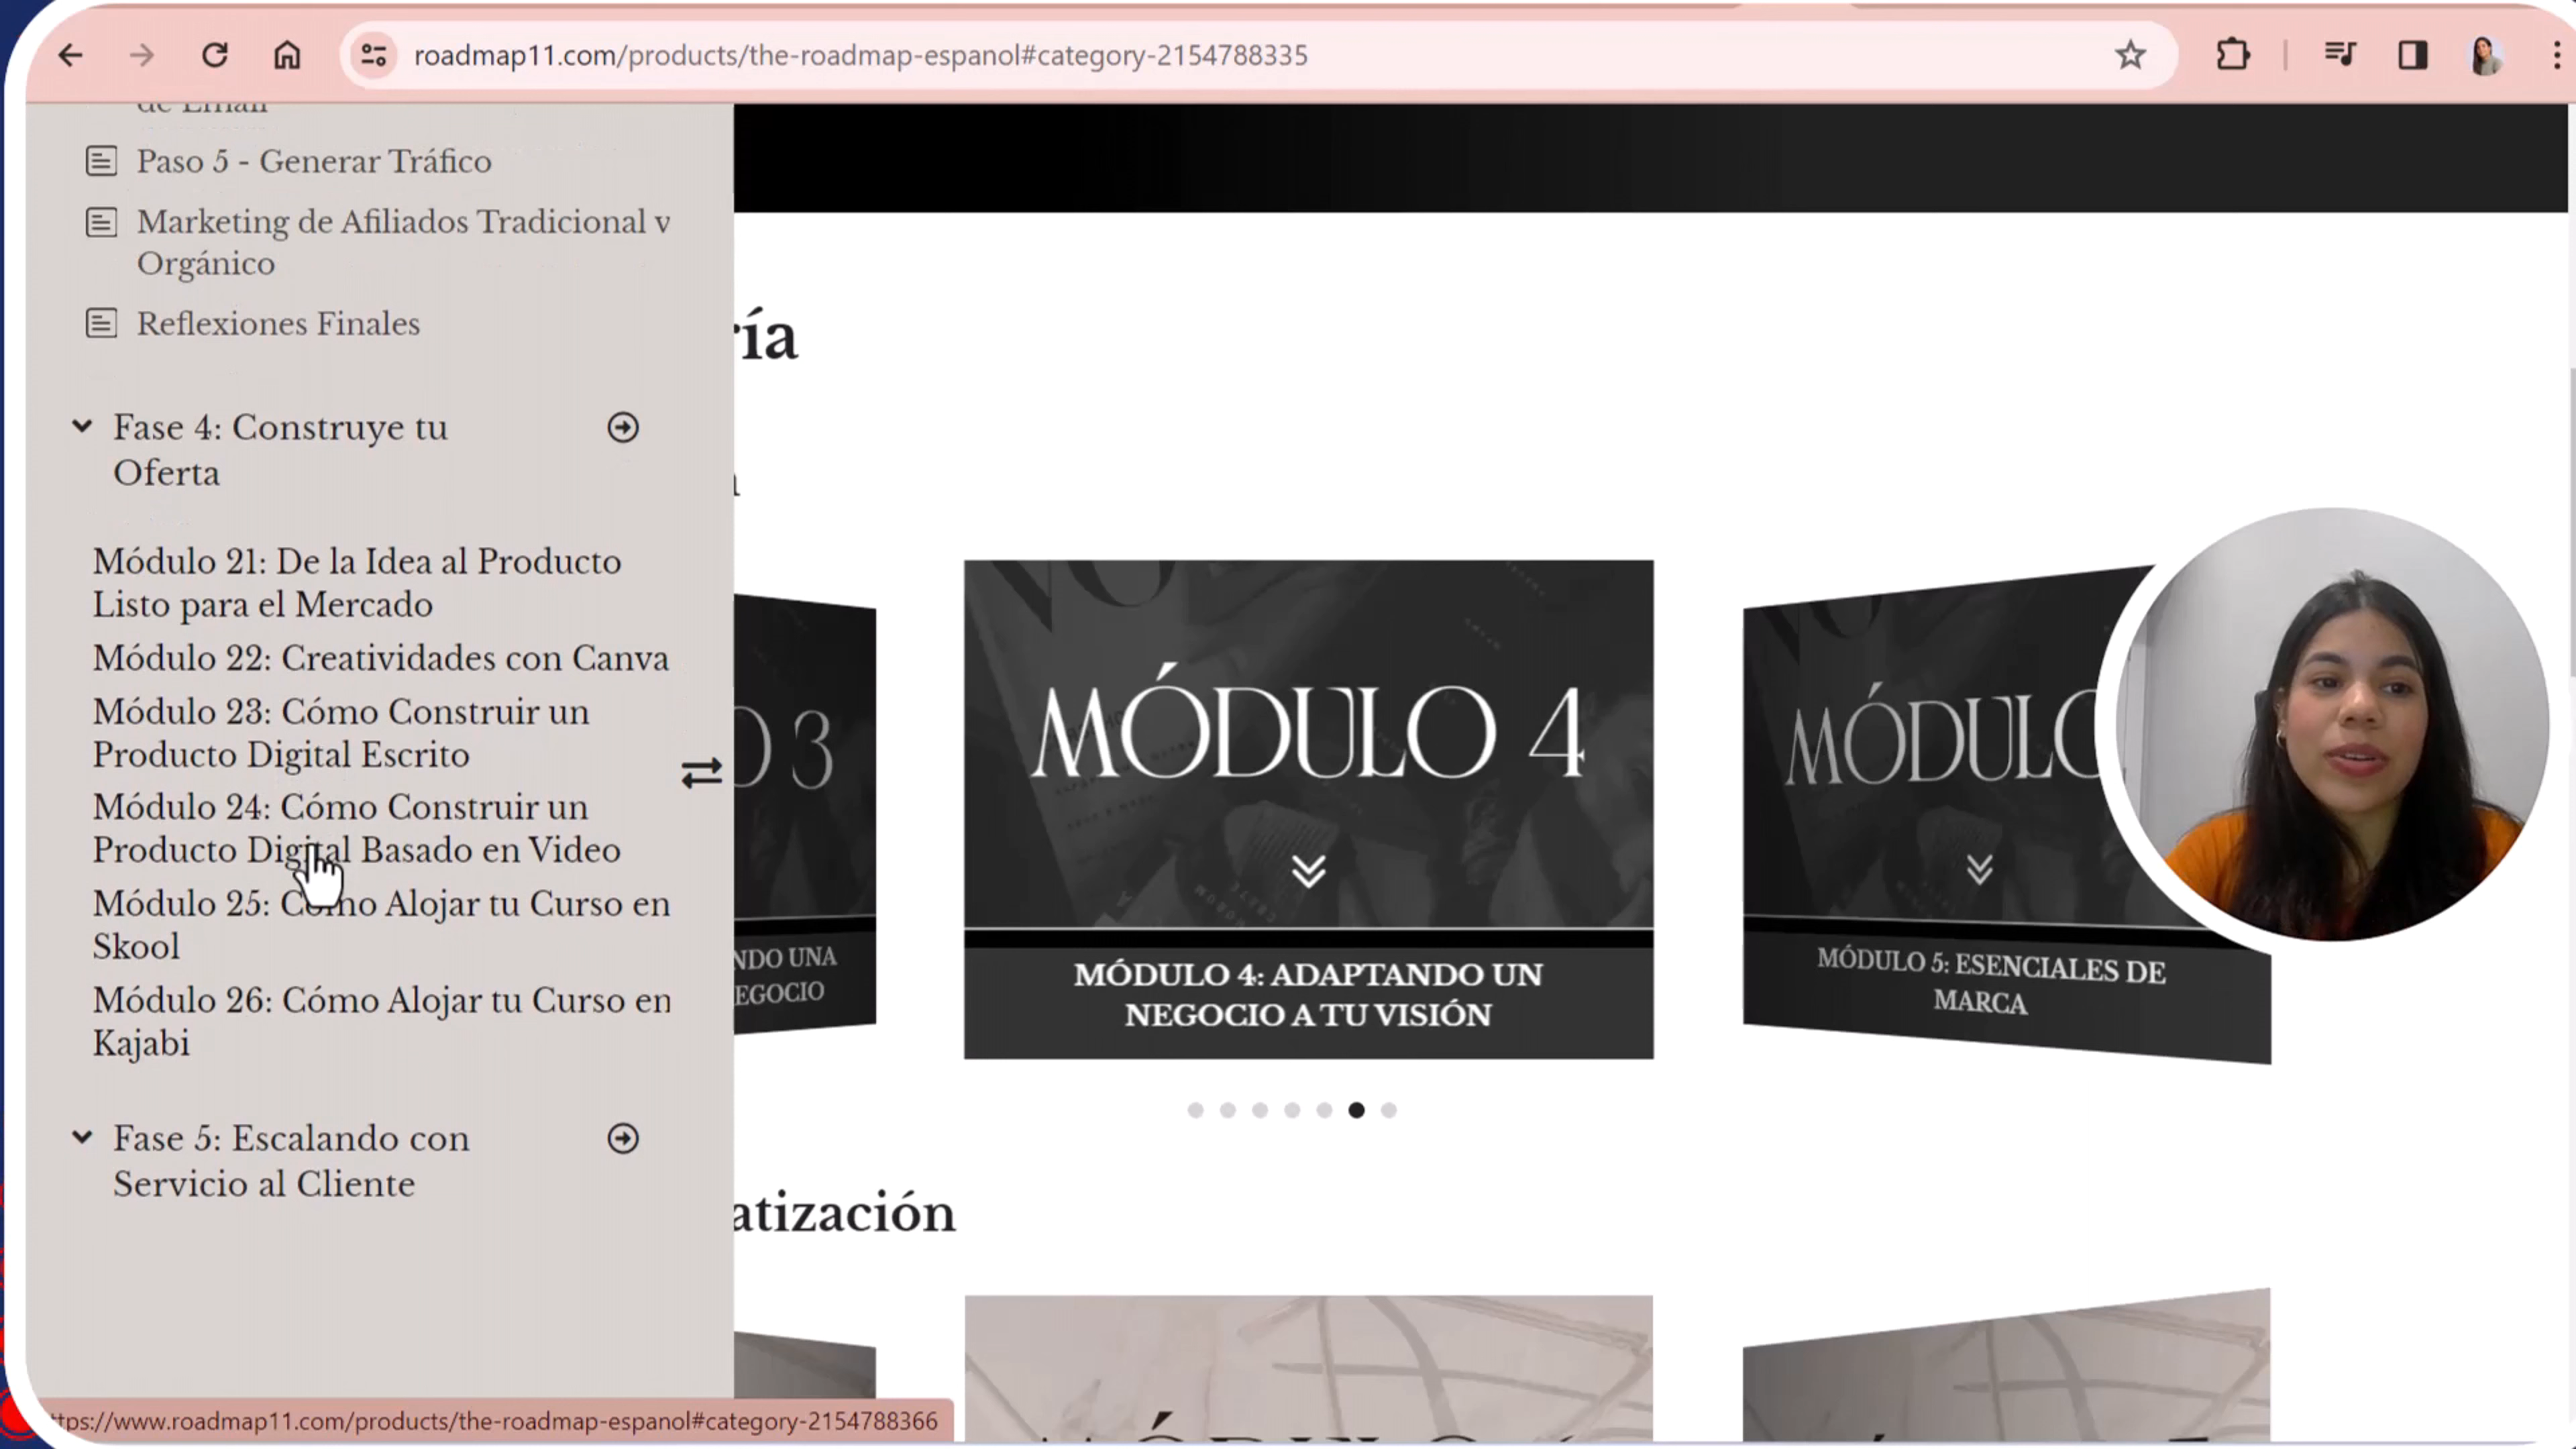 roadmap11.com/products/the-roadmap-espanol#category-2154788335
de Email
Paso 5 - Generar Tráfico
Marketing de Afiliados Tradicional v
Orgánico
Reflexiones Finales
Fase 4: Construye tu
Oferta
Módulo 21: De la Idea al Producto
Listo para el Mercado
Módulo 22: Creatividades con Canva
Módulo 23: Cómo Construir un
Producto Digital Escrito
Módulo 24: Cómo Construir un
Producto Digital Basado en Video
Módulo 25: Cómo Alojar tu Curso en
Skool
Módulo 26: Cómo Alojar tu Curso en
Kajabi
Fase 5: Escalando con
Servicio al Cliente
ría
O 3
NDO UNA
EGOCIO
MÓDULO 4
MÓDULO 4: ADAPTANDO UN
NEGOCIO A TU VISIÓN
MÓDULO
MÓDULO 5: ESENCIALES DE
MARCA
atización
ttps://www.roadmap11.com/products/the-roadmap-espanol#category-2154788366